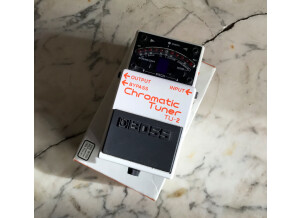 OUTPUT
BYPASS
INPUT
Chromatic
Tuner
TU-2
BOSS